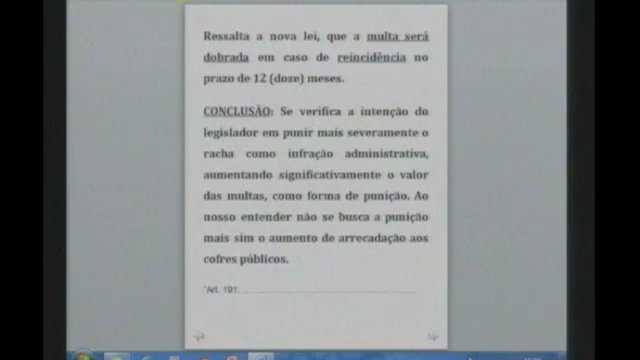 Ressalta a nova lei, que a multa será
dobrada em caso de reincidência no
prazo de 12 (doze) meses.
CONCLUSÃO: Se verifica a intenção do
legislador em punir mais severamente o
racha como infração administrativa,
aumentando significativamente o valor
das multas, como forma de punição. Ao
nosso entender não se busca a punição
mais sim o aumento de arrecadação aos
cofres públicos.
"Art. 191: